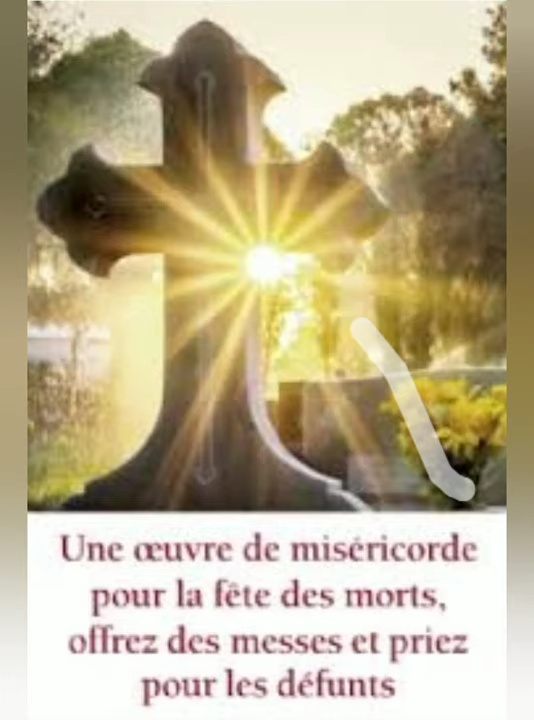 Une œuvre de miséricorde
pour la fête des morts,
offrez des messes et priez
pour les défunts